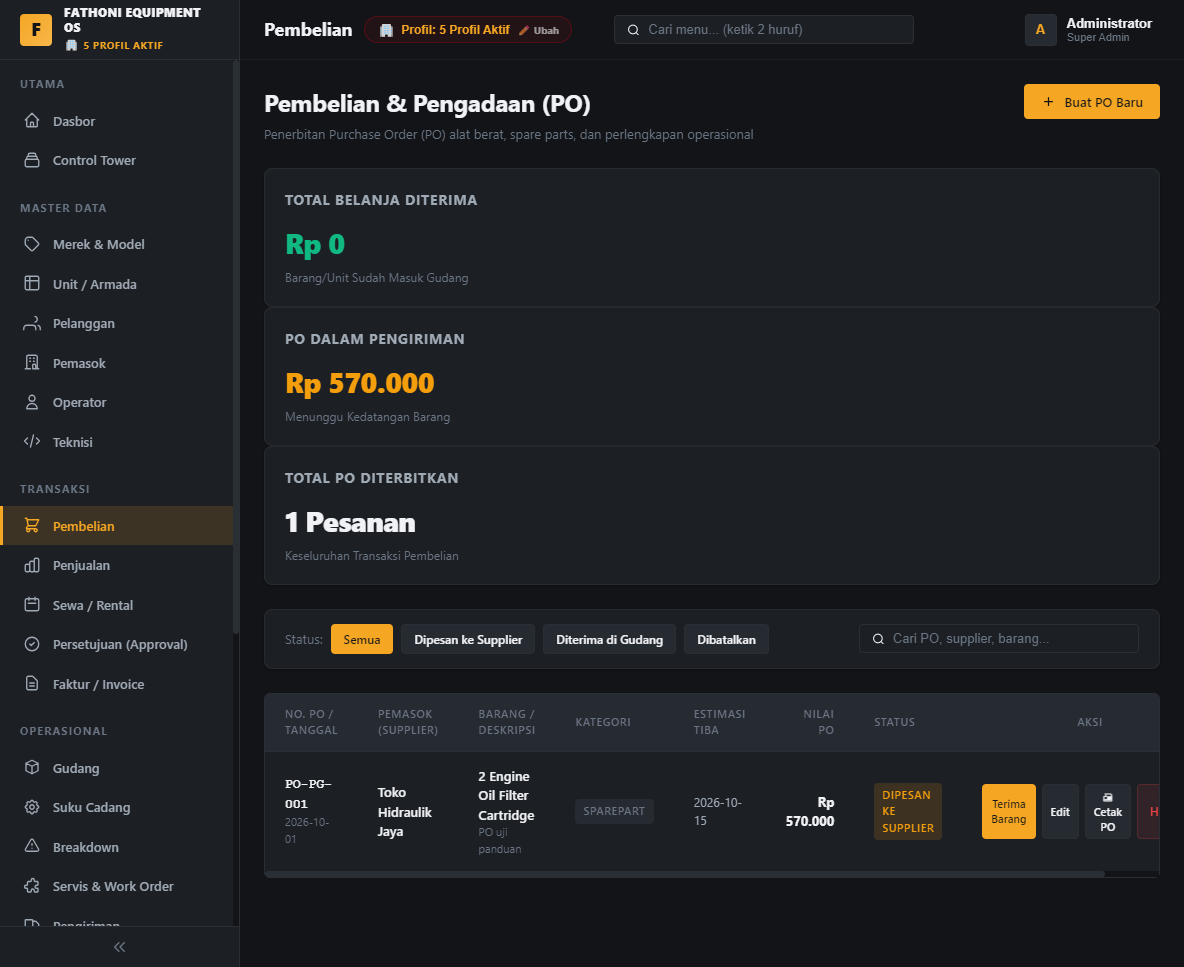 F
FATHONI EQUIPMENT
OS
5 PROFIL AKTIF
UTAMA
Dasbor
Control Tower
MASTER DATA
Merek & Model
Unit / Armada
Pelanggan
Pemasok
Operator
Teknisi
TRANSAKSI
Pembelian
Penjualan
Sewa / Rental
Persetujuan (Approval)
Faktur / Invoice
OPERASIONAL
Gudang
Suku Cadang
Breakdown
Servis & Work Order
Pengiriman
Pembelian
Profil: 5 Profil Aktif Ubah
Cari menu... (ketik 2 huruf)
A
Administrator
Super Admin
Pembelian & Pengadaan (PO)
Penerbitan Purchase Order (PO) alat berat, spare parts, dan perlengkapan operasional
+ Buat PO Baru
TOTAL BELANJA DITERIMA
Rp 0
Barang/Unit Sudah Masuk Gudang
PO DALAM PENGIRIMAN
Rp 570.000
Menunggu Kedatangan Barang
TOTAL PO DITERBITKAN
1 Pesanan
Keseluruhan Transaksi Pembelian
Status: Semua Dipesan ke Supplier Diterima di Gudang Dibatalkan
Cari PO, supplier, barang...
NO. PO /
TANGGAL
PEMASOK
(SUPPLIER)
BARANG /
DESKRIPSI
KATEGORI
ESTIMASI
TIBA
NILAI
PO
STATUS
AKSI
PO-PG-
001
2026-10-
01
Toko
Hidraulik
Jaya
2 Engine
Oil Filter
Cartridge
PO uji
panduan
SPAREPART
2026-10-
15
Rp
570.000
DIPESAN
KE
SUPPLIER
Terima
Barang
Edit
Cetak
PO
H